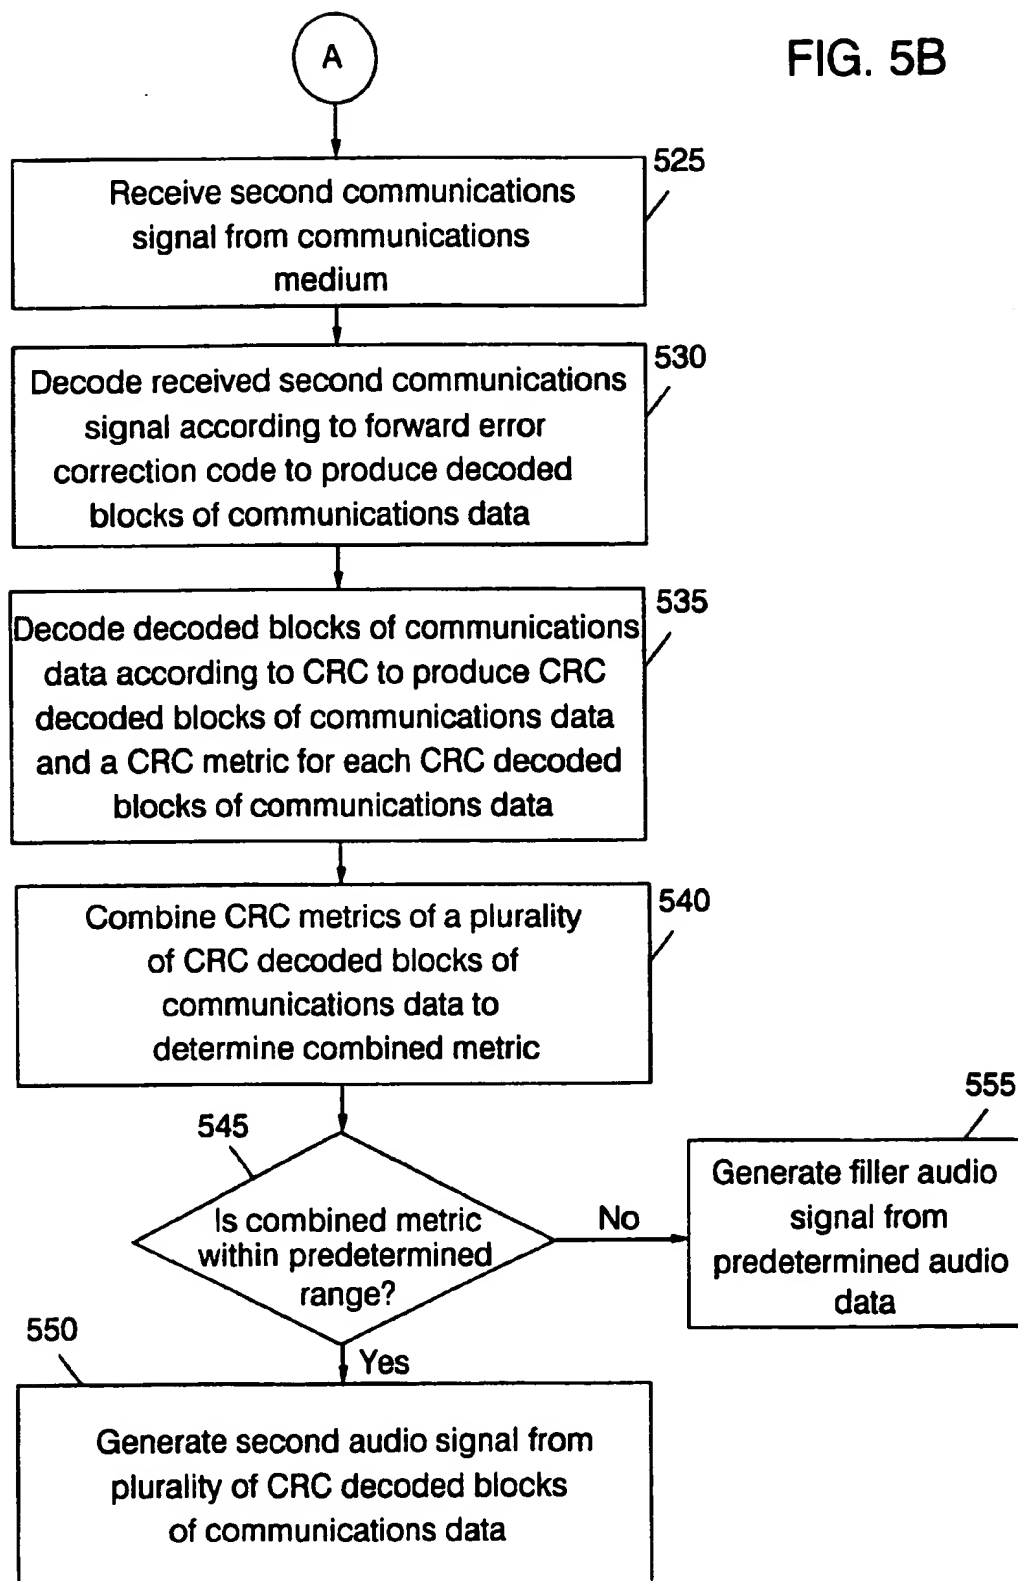 FIG. 5B
A
525
Receive second communications
signal from communications
medium
530
Decode received second communications
signal according to forward error
correction code to produce decoded
blocks of communications data
535
Decode decoded blocks of communications
data according to CRC to produce CRC
decoded blocks of communications data
and a CRC metric for each CRC decoded
blocks of communications data
540
Combine CRC metrics of a plurality
of CRC decoded blocks of
communications data to
determine combined metric
545
Is combined metric
within predetermined
range?
No
555
Generate filler audio
signal from
predetermined audio
data
Yes
550
Generate second audio signal from
plurality of CRC decoded blocks
of communications data